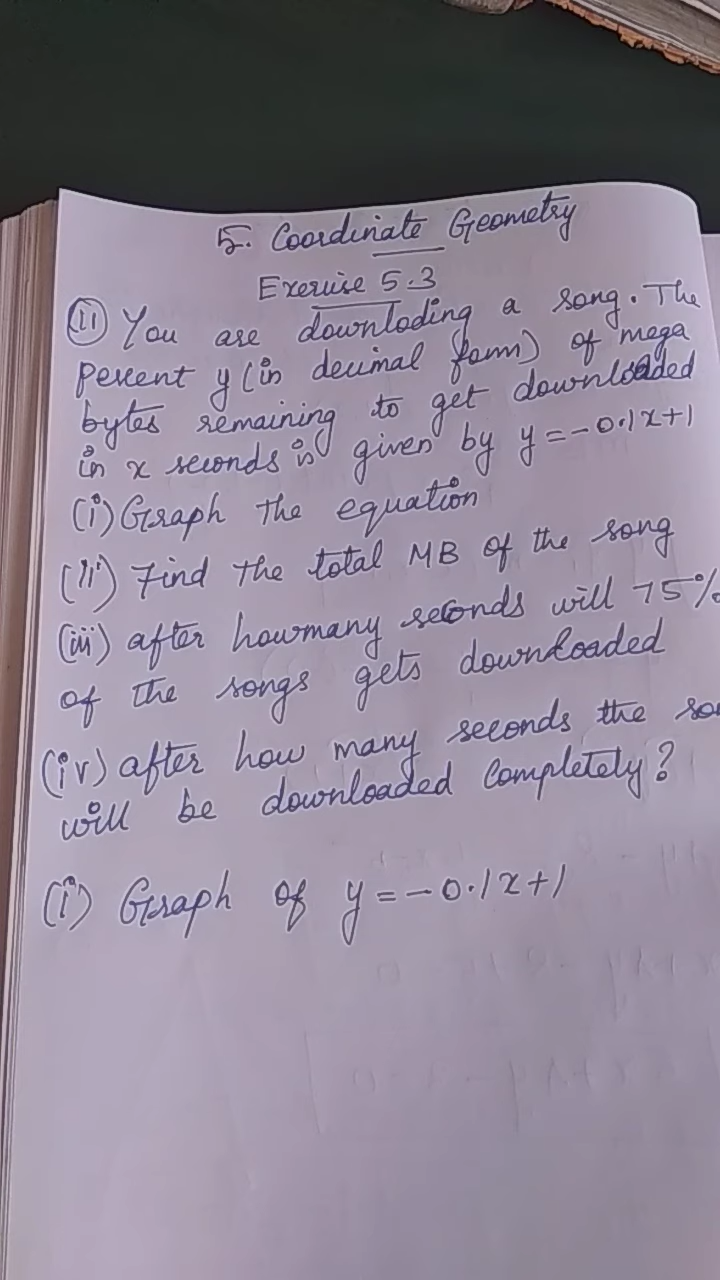 5. Coordinate Geometry
Exercise 5.3
(11) You are downloding a song. The
percent y (in decimal form) of mega
bytes remaining to get downloaded
in x seconds is given by y=-0.1x+1
(i) Graph the equation
(ii) Find the total MB of the song
(iii) after howmany seconds will 75%
of the songs gets downloaded
(iv) after how many seconds the so
will be downloaded completely?
(i) Graph of y=-0.1x+1